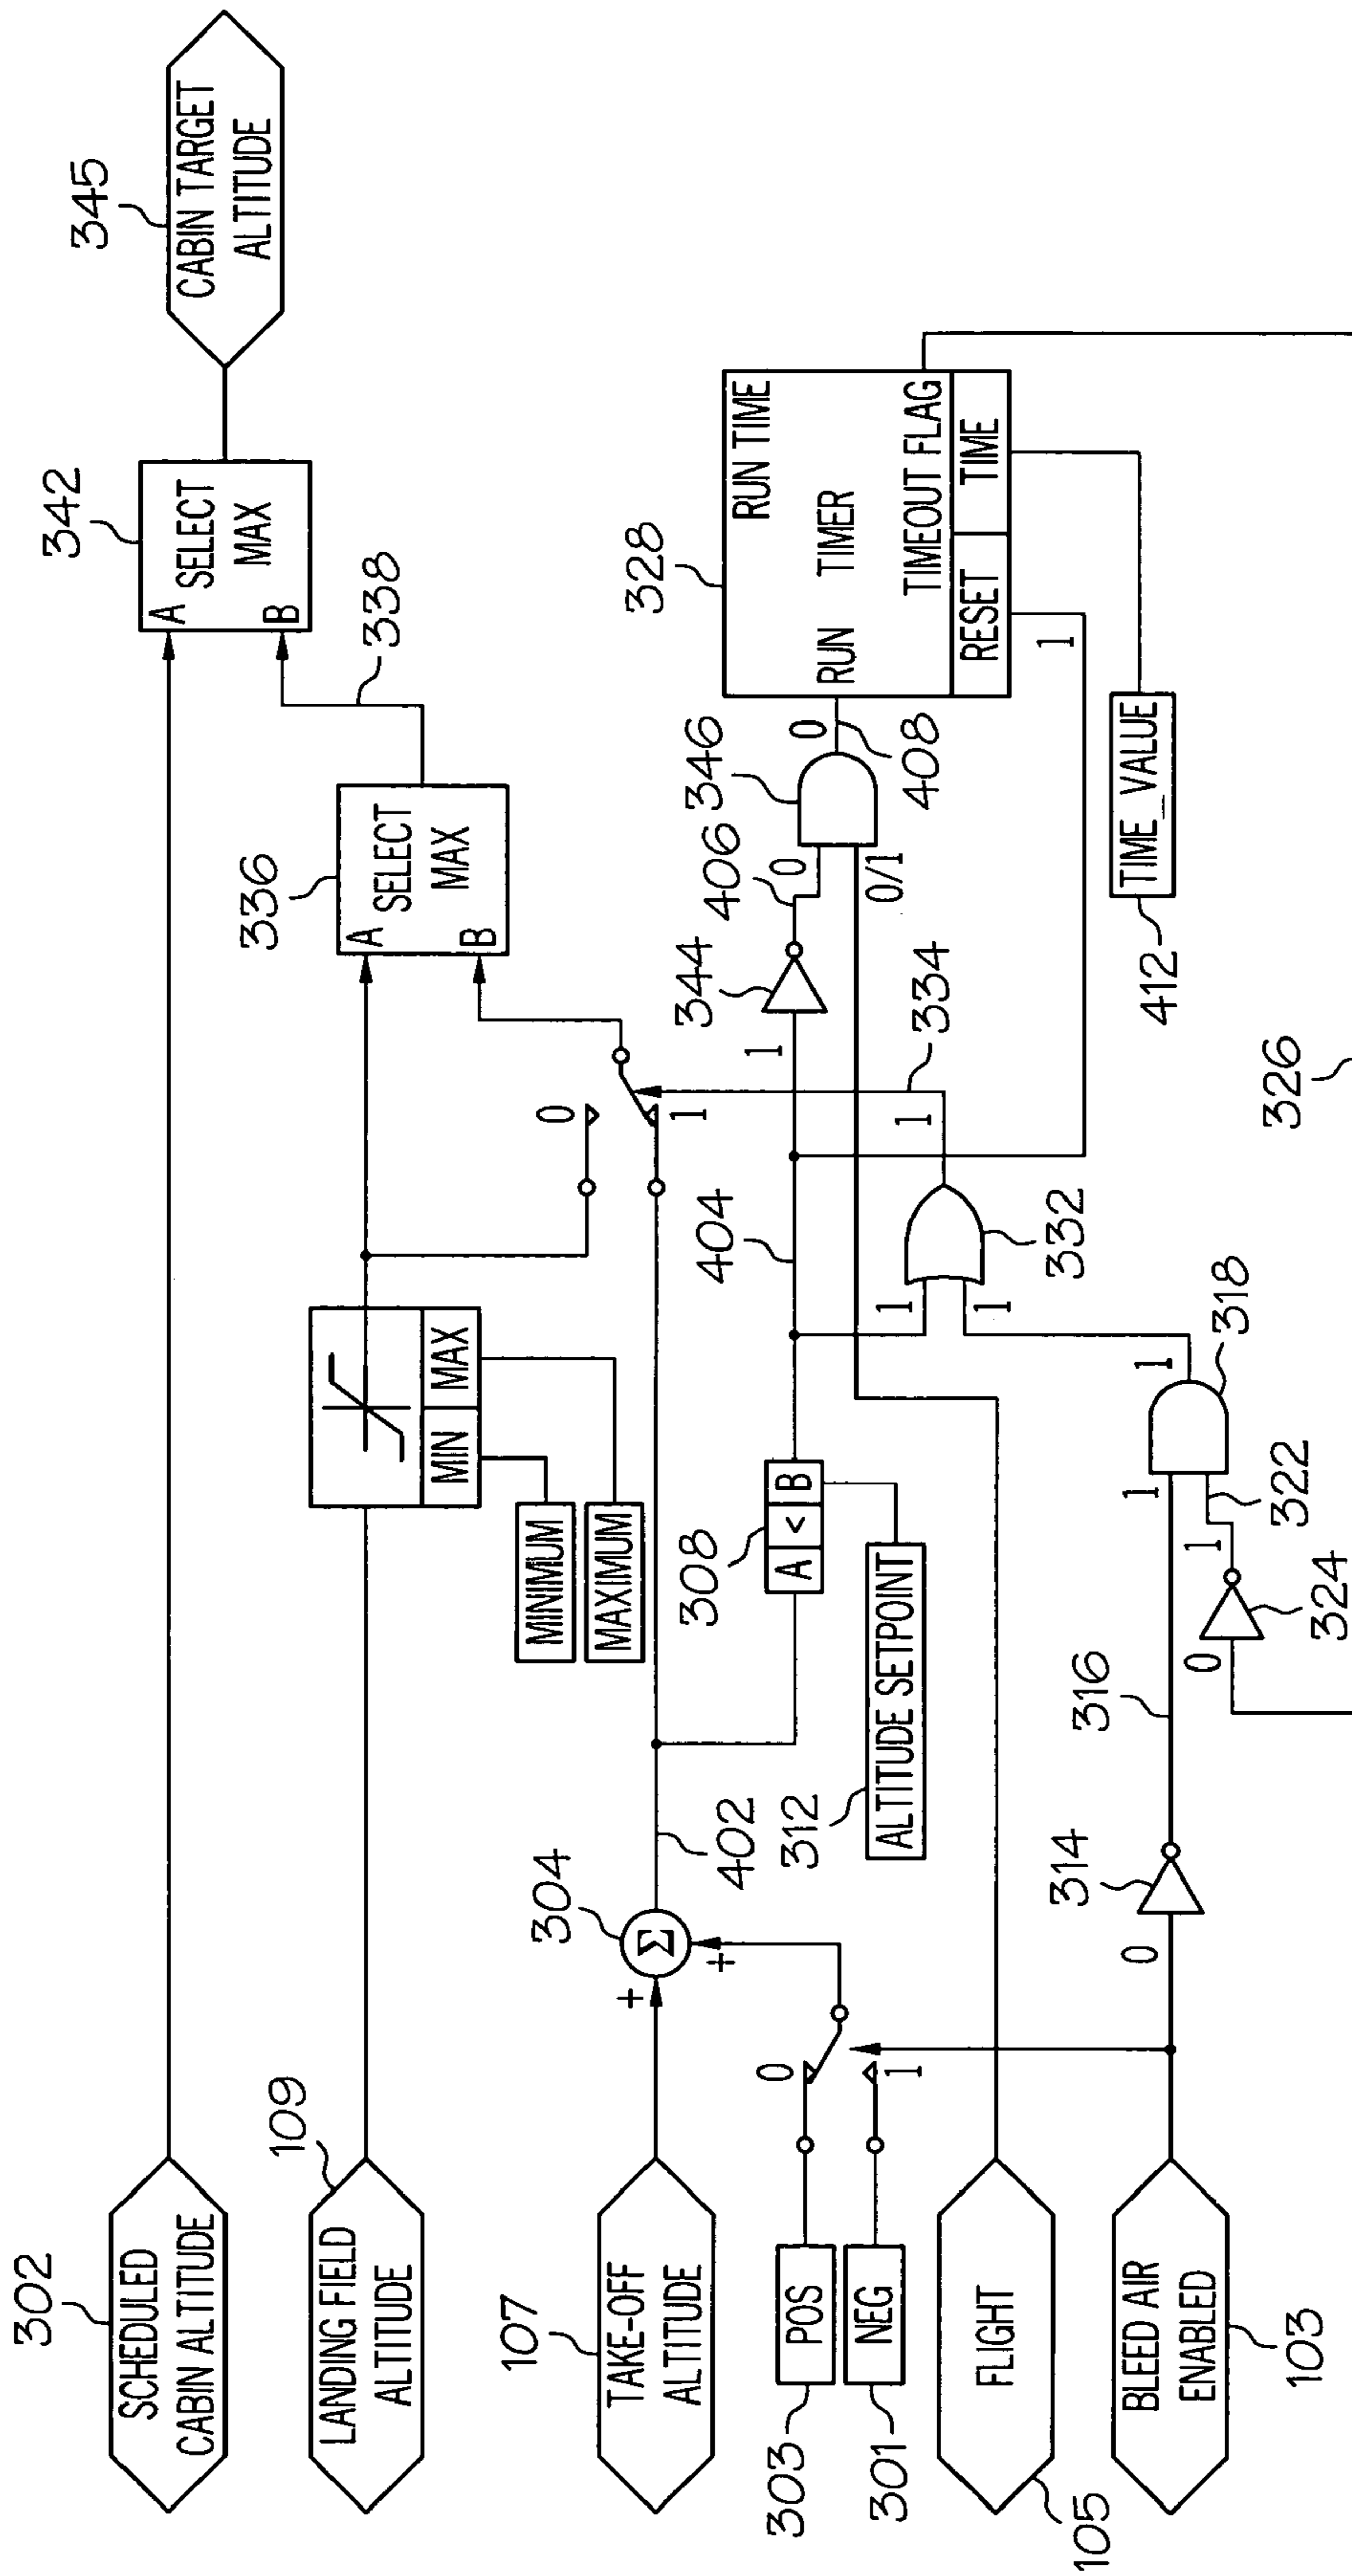 302
SCHEDULED
CABIN ALTITUDE
342
A
SELECT
MAX
B
345
CABIN TARGET
ALTITUDE
109
LANDING FIELD
ALTITUDE
MIN
MAX
MINIMUM
MAXIMUM
336
A
SELECT
MAX
B
338
107
TAKE-OFF
ALTITUDE
304
+
Σ
+
402
0
1
303
POS
301
NEG
0
1
308
A < B
312
ALTITUDE SETPOINT
404
1
344
406
0
0/1
346
0
408
328
RUN TIME
RUN TIMER
TIMEOUT FLAG
RESET
TIME
1
412
TIME_VALUE
105
FLIGHT
1
1
332
1
334
103
BLEED AIR
ENABLED
0
314
316
1
318
1
322
1
324
0
326